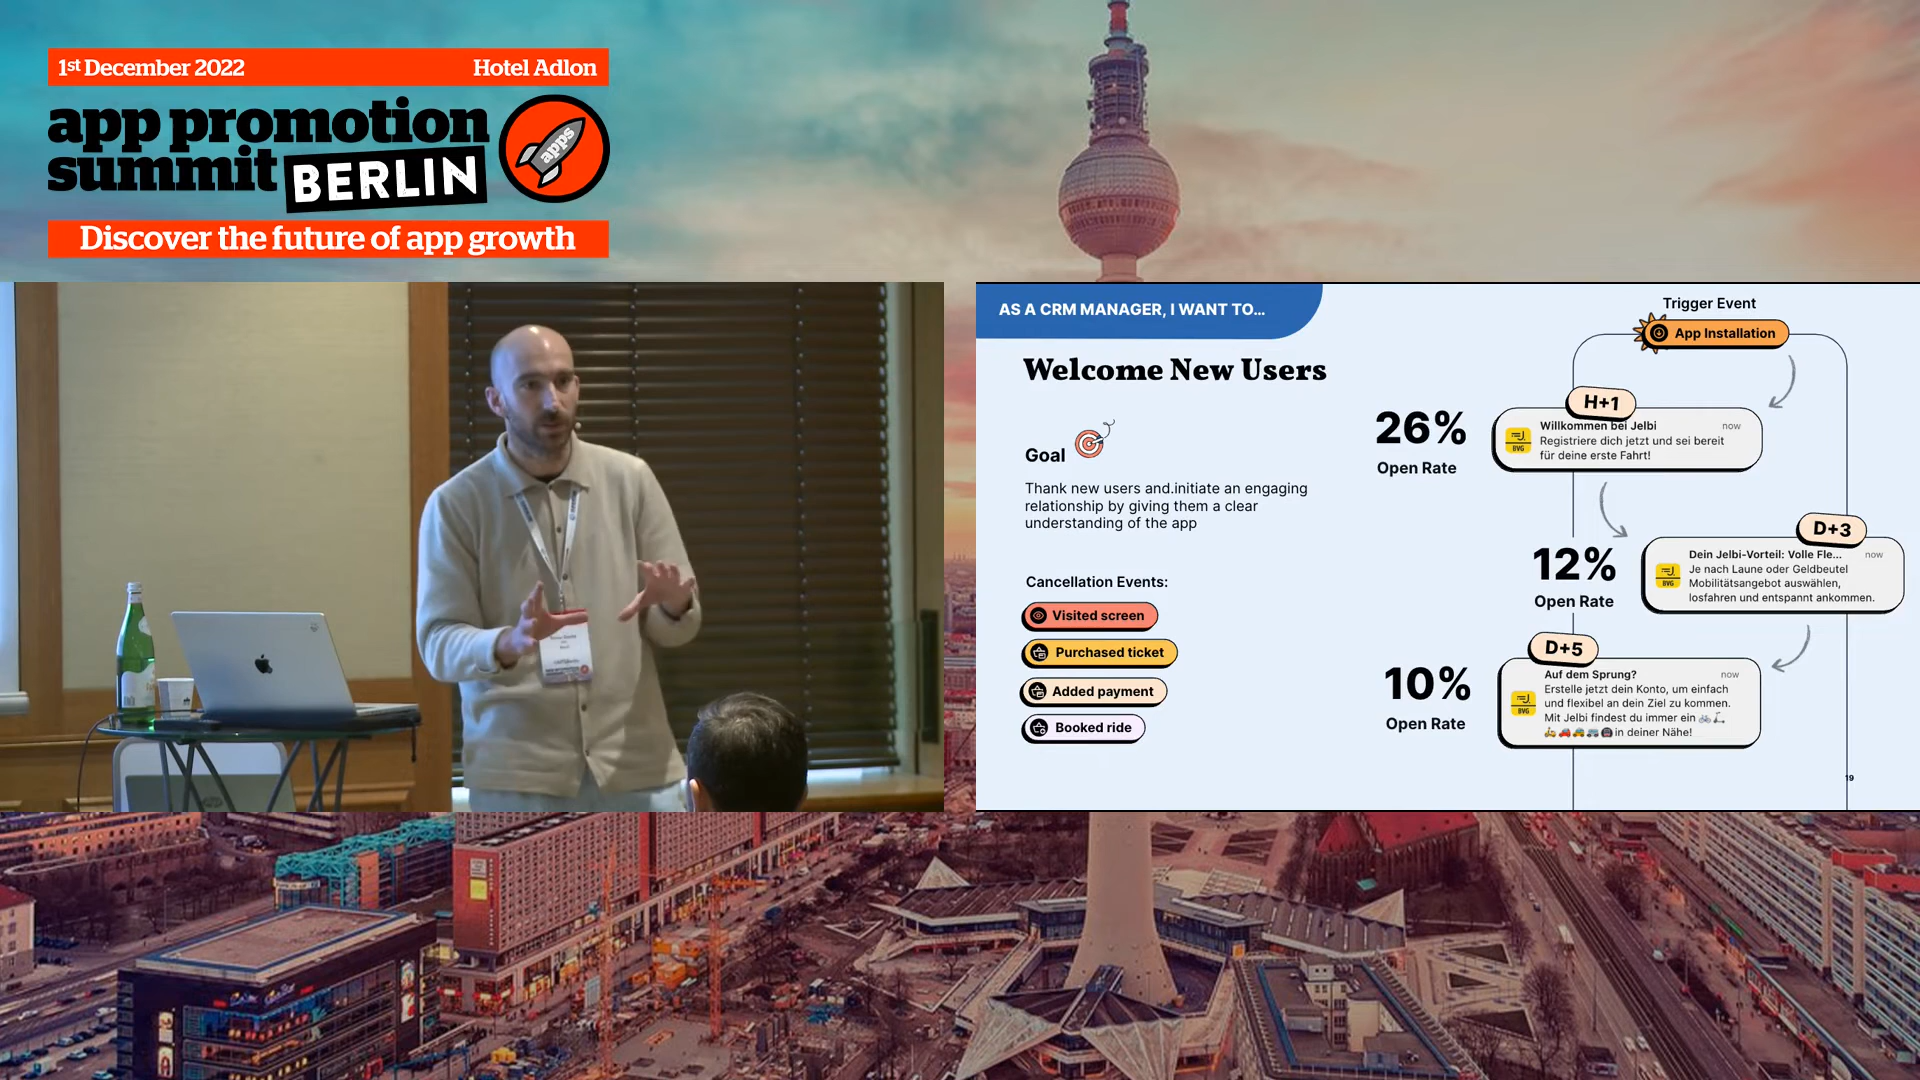 1st December 2022
Hotel Adlon
app promotion
summit BERLIN
apps
Discover the future of app growth
AS A CRM MANAGER, I WANT TO...
Welcome New Users
Goal
Thank new users and.initiate an engaging
relationship by giving them a clear
understanding of the app
Cancellation Events:
Visited screen
Purchased ticket
Added payment
Booked ride
Trigger Event
App Installation
H+1
26%
Open Rate
Willkommen bei Jelbi
now
Registriere dich jetzt und sei bereit
für deine erste Fahrt!
BVG
D+3
12%
Open Rate
Dein Jelbi-Vorteil: Volle Fle...
now
Je nach Laune oder Geldbeutel
Mobilitätsangebot auswählen,
losfahren und entspannt ankommen.
BVG
D+5
10%
Open Rate
Auf dem Sprung?
now
Erstelle jetzt dein Konto, um einfach
und flexibel an dein Ziel zu kommen.
Mit Jelbi findest du immer ein 🚲🛴
🛵🚗🚕🚌🚇 in deiner Nähe!
BVG
19